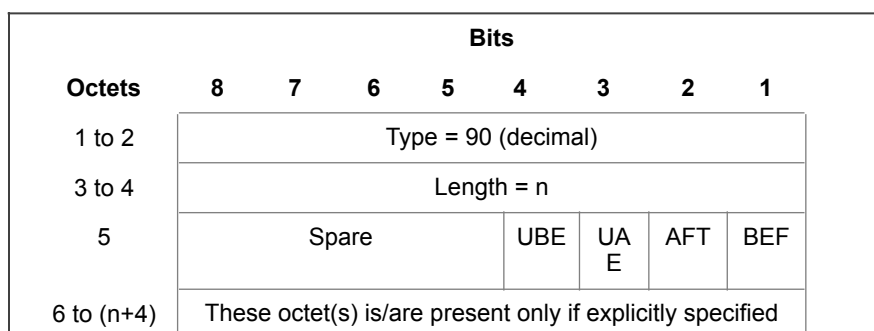 Bits
Octets 8 7 6 5 4 3 2 1
1 to 2 Type = 90 (decimal)
3 to 4 Length = n
5 Spare UBE UA AFT BEF
E
6 to (n+4) These octet(s) is/are present only if explicitly specified